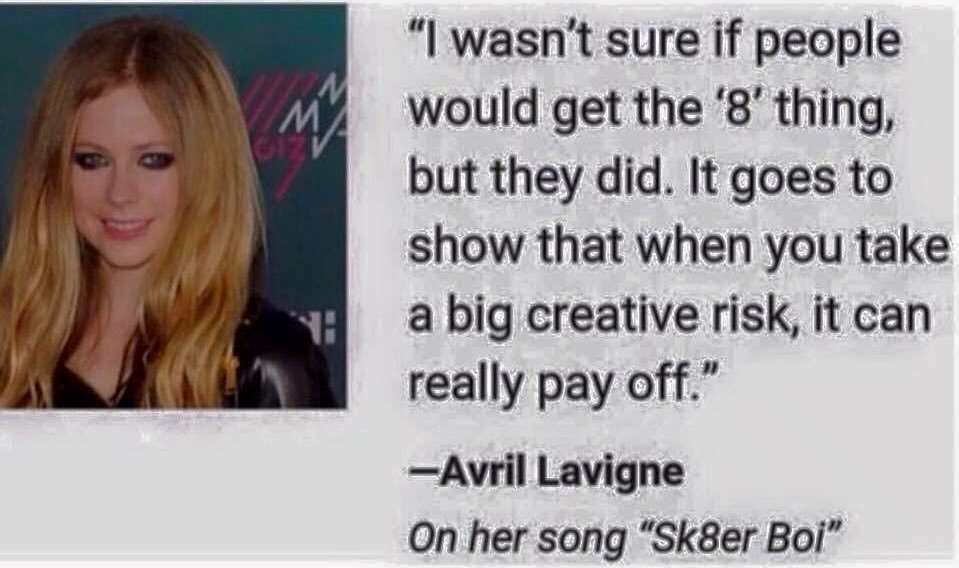 “I wasn’t sure if people
would get the ‘8’ thing,
but they did. It goes to
show that when you take
a big creative risk, it can
really pay off.”
—Avril Lavigne
On her song “Sk8er Boi”